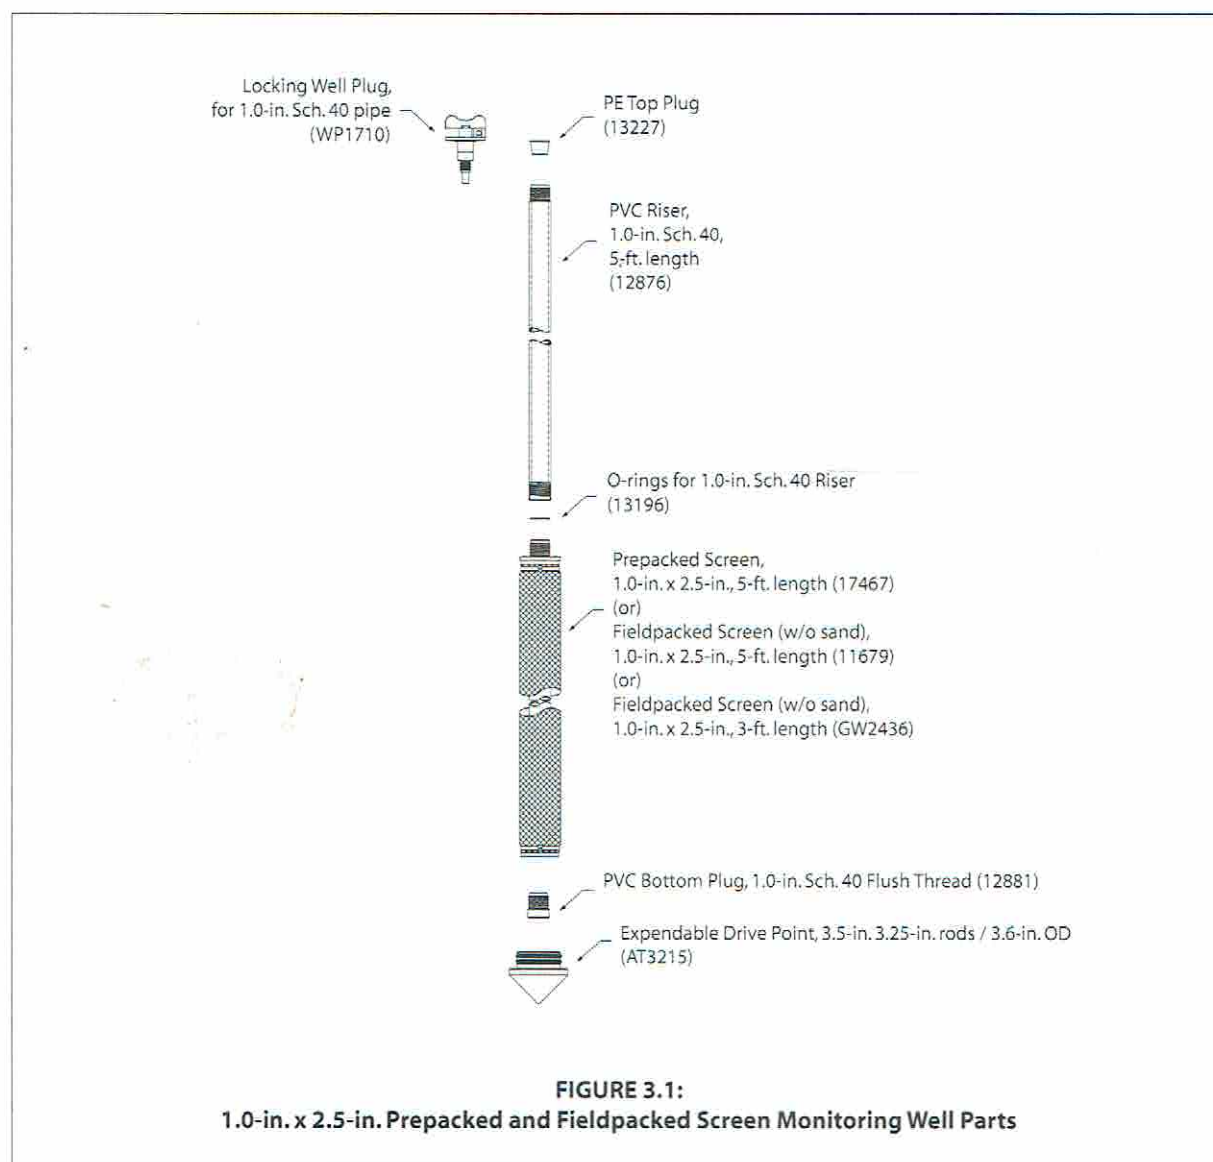 Locking Well Plug,
for 1.0-in. Sch. 40 pipe
(WP1710)
PE Top Plug
(13227)
PVC Riser,
1.0-in. Sch. 40,
5-ft. length
(12876)
O-rings for 1.0-in. Sch. 40 Riser
(13196)
Prepacked Screen,
1.0-in. x 2.5-in., 5-ft. length (17467)
(or)
Fieldpacked Screen (w/o sand),
1.0-in. x 2.5-in., 5-ft. length (11679)
(or)
Fieldpacked Screen (w/o sand),
1.0-in. x 2.5-in., 3-ft. length (GW2436)
PVC Bottom Plug, 1.0-in. Sch. 40 Flush Thread (12881)
Expendable Drive Point, 3.5-in. 3.25-in. rods / 3.6-in. OD
(AT3215)
FIGURE 3.1:
1.0-in. x 2.5-in. Prepacked and Fieldpacked Screen Monitoring Well Parts